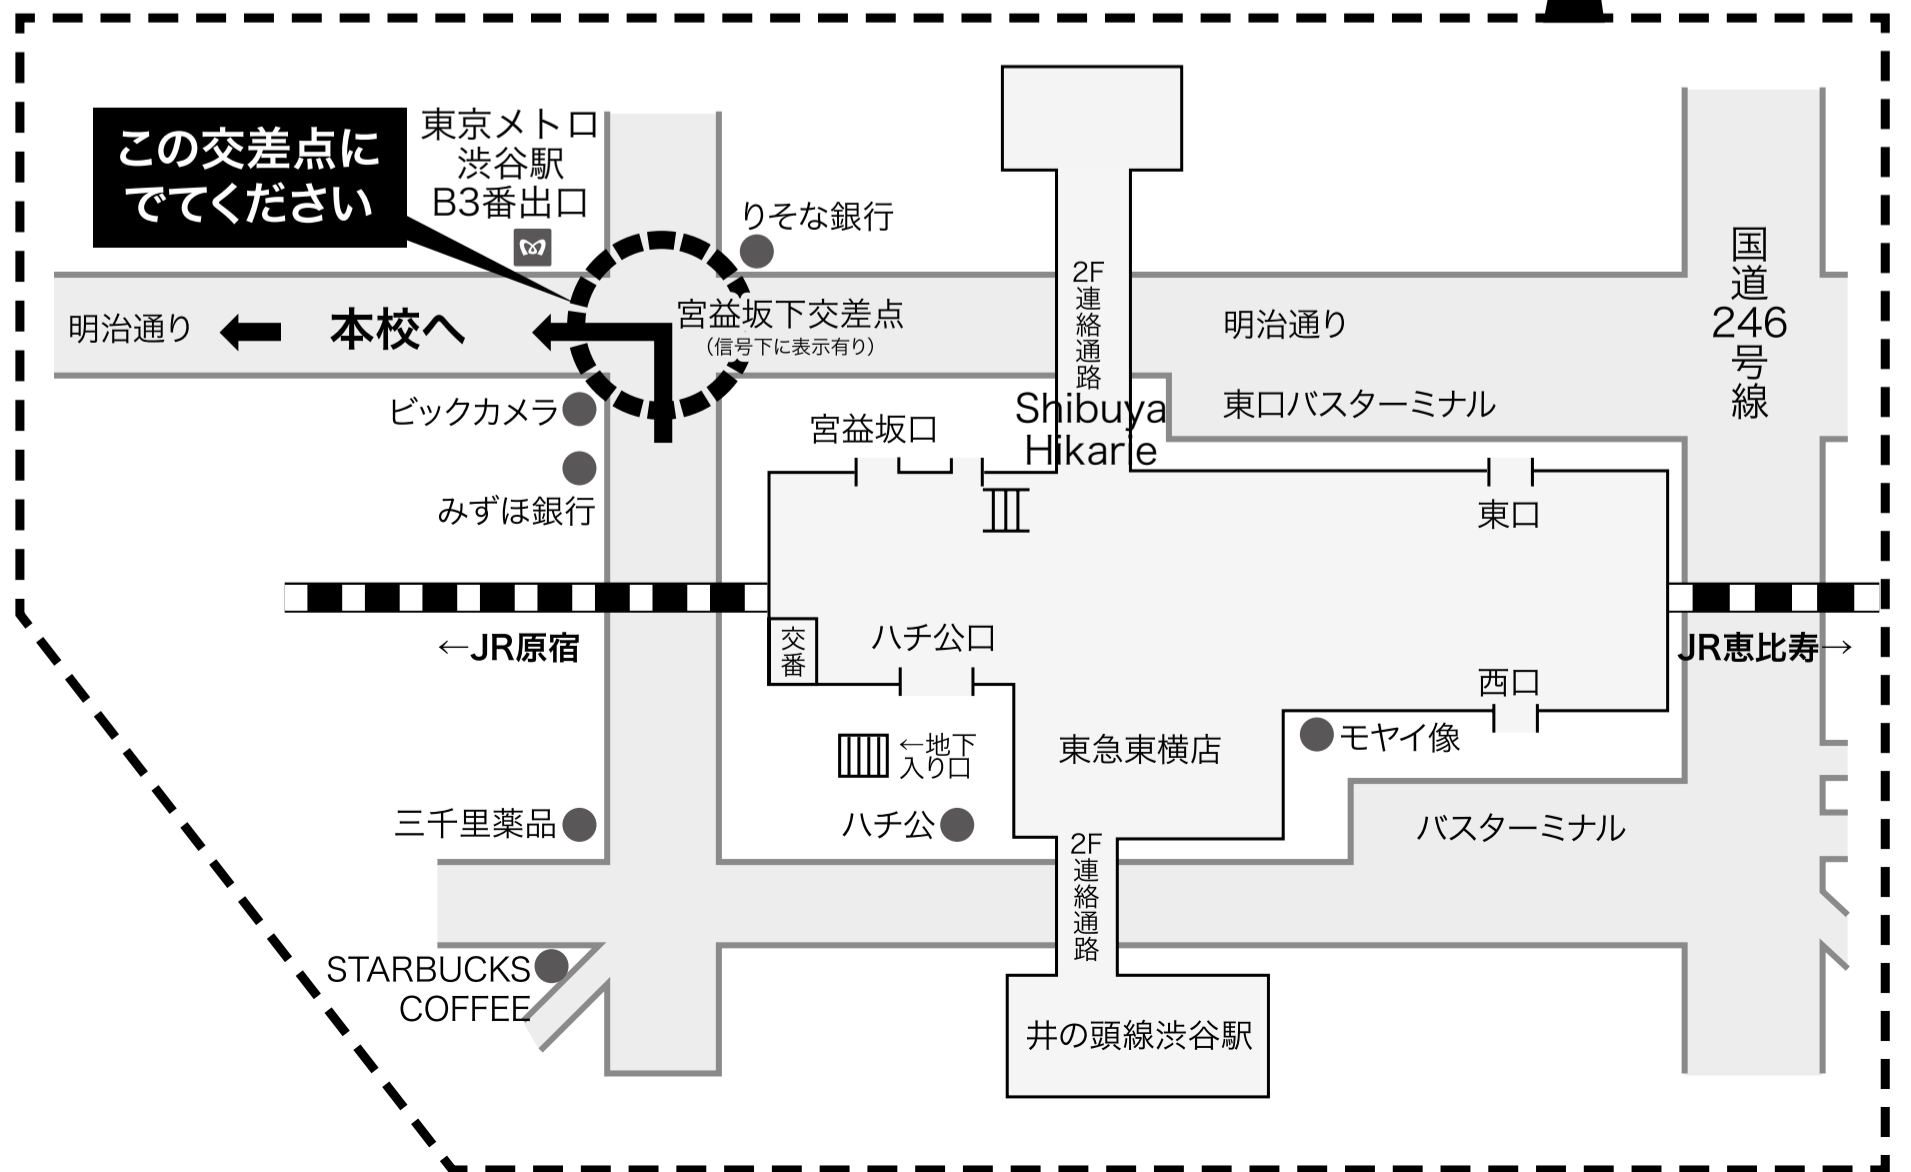 この交差点に
でてください
東京メトロ
渋谷駅
B3番出口
りそな銀行
明治通り
本校へ
宮益坂下交差点
（信号下に表示有り）
2F連絡通路
明治通り
国道246号線
東口バスターミナル
Shibuya
Hikarie
ビックカメラ
宮益坂口
みずほ銀行
東口
←JR原宿
交番
ハチ公口
JR恵比寿→
西口
←地下
入り口
東急東横店
モヤイ像
三千里薬品
ハチ公
バスターミナル
2F連絡通路
STARBUCKS
COFFEE
井の頭線渋谷駅